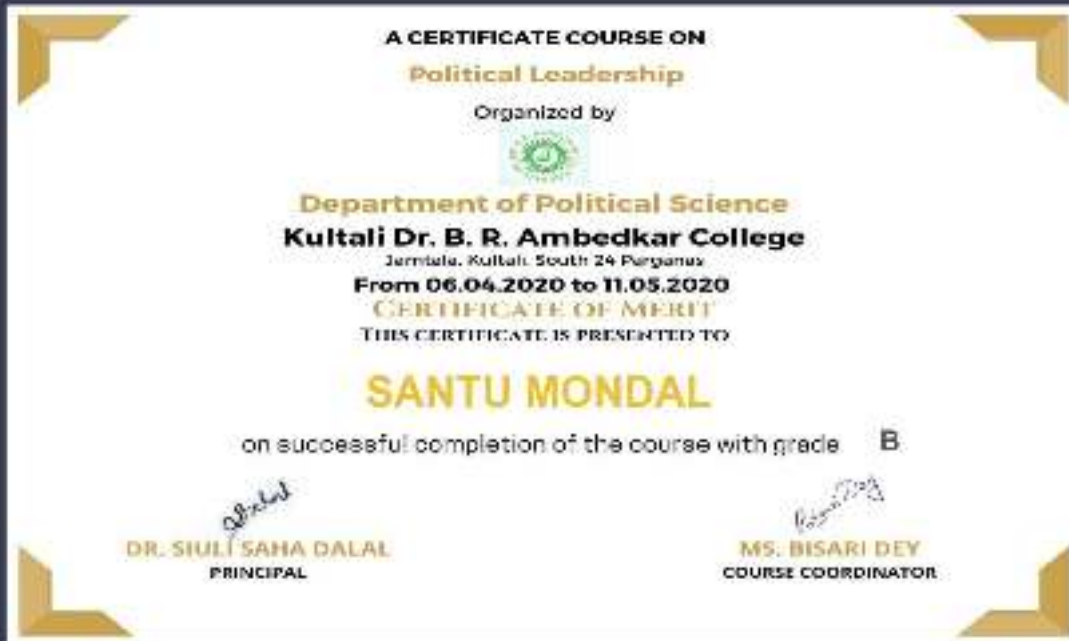 A CERTIFICATE COURSE ON
Political Leadership
Organized by
Department of Political Science
Kultali Dr. B. R. Ambedkar College
Jamtala, Kultali, South 24 Parganas
From 06.04.2020 to 11.05.2020
CERTIFICATE OF MERIT
THIS CERTIFICATE IS PRESENTED TO
SANTU MONDAL
on successful completion of the course with grade B
DR. SIULI SAHA DALAL
PRINCIPAL
MS. BISARI DEY
COURSE COORDINATOR